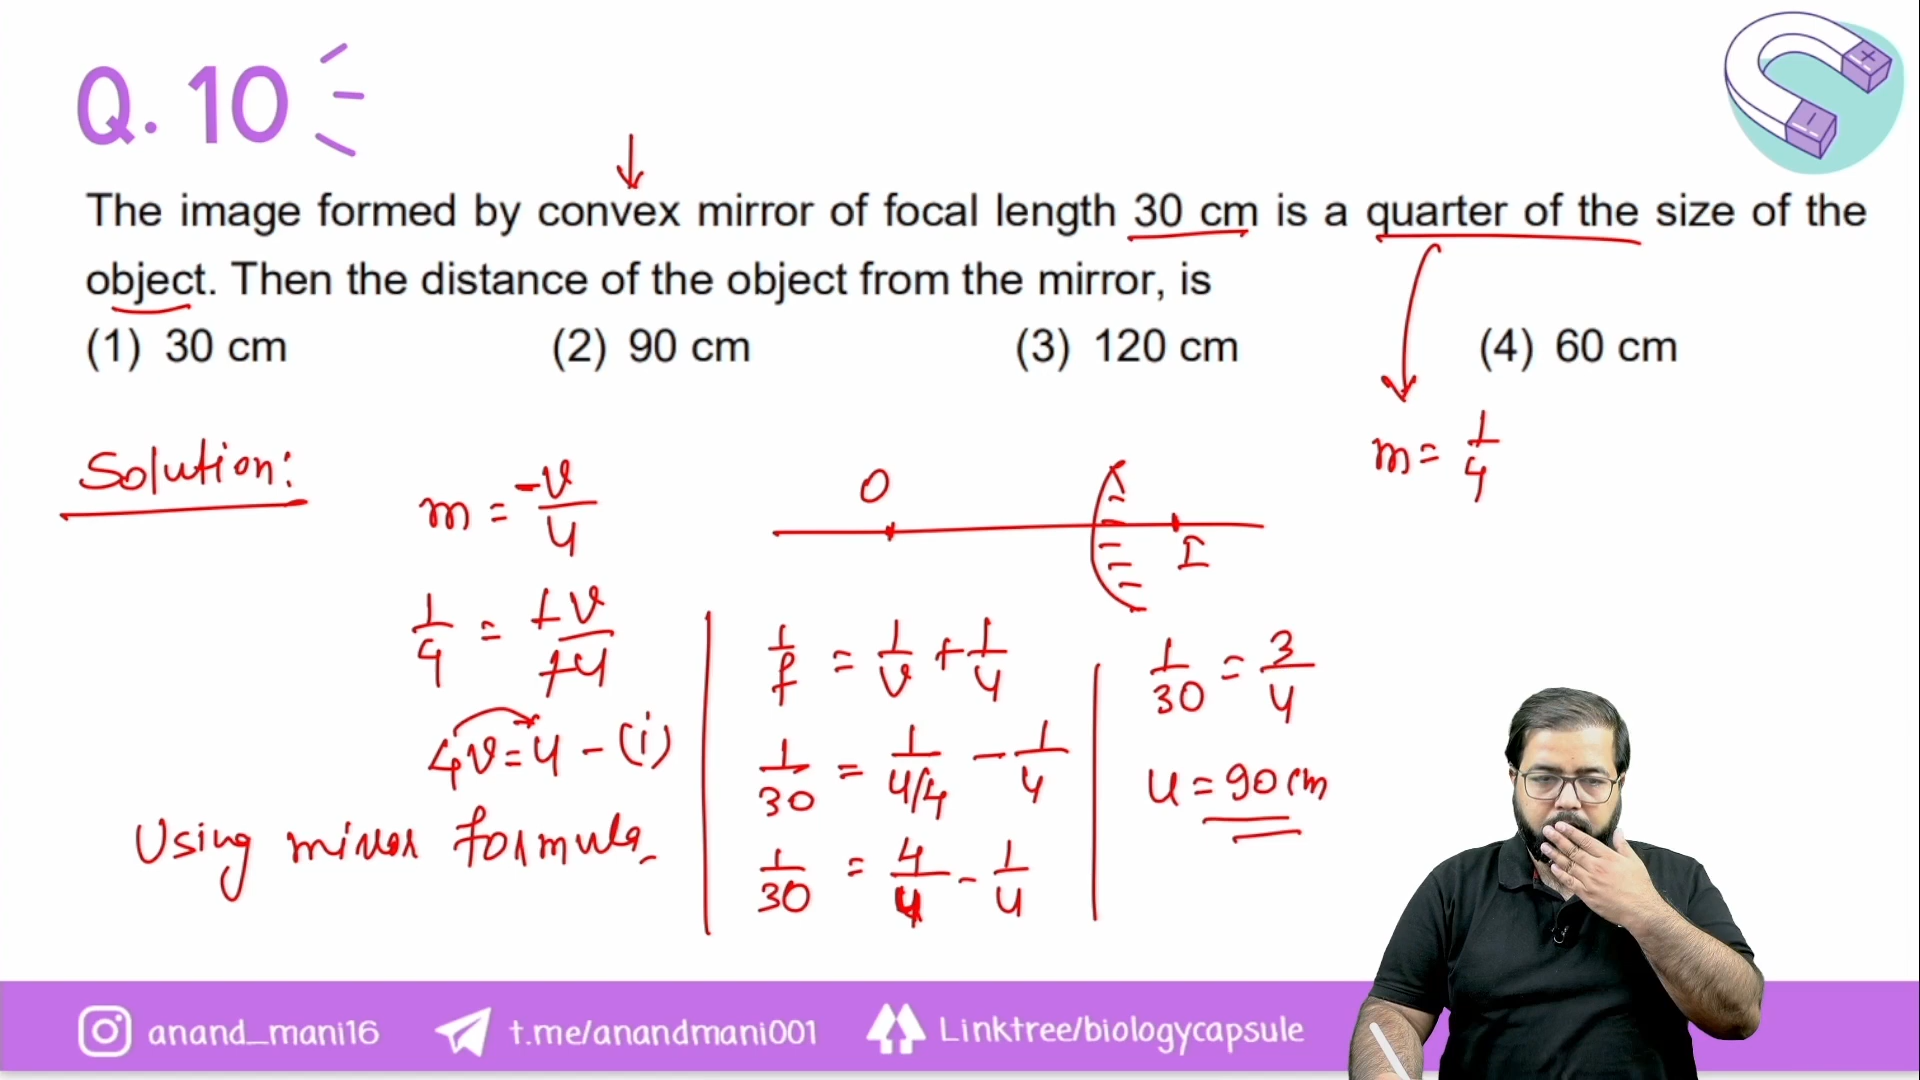 Q. 10
The image formed by convex mirror of focal length 30 cm is a quarter of the size of the
object. Then the distance of the object from the mirror, is
(1) 30 cm (2) 90 cm (3) 120 cm (4) 60 cm
m = 1/4
Solution:
m = -v/u
O
I
1/4 = +v/+u
4v = u - (i)
Using mirror formula
1/f = 1/v + 1/u
1/30 = 1/u/4 - 1/u
1/30 = 4/u - 1/u
1/30 = 3/u
u = 90 cm
anand_mani16
t.me/anandmani001
Linktree/biologycapsule